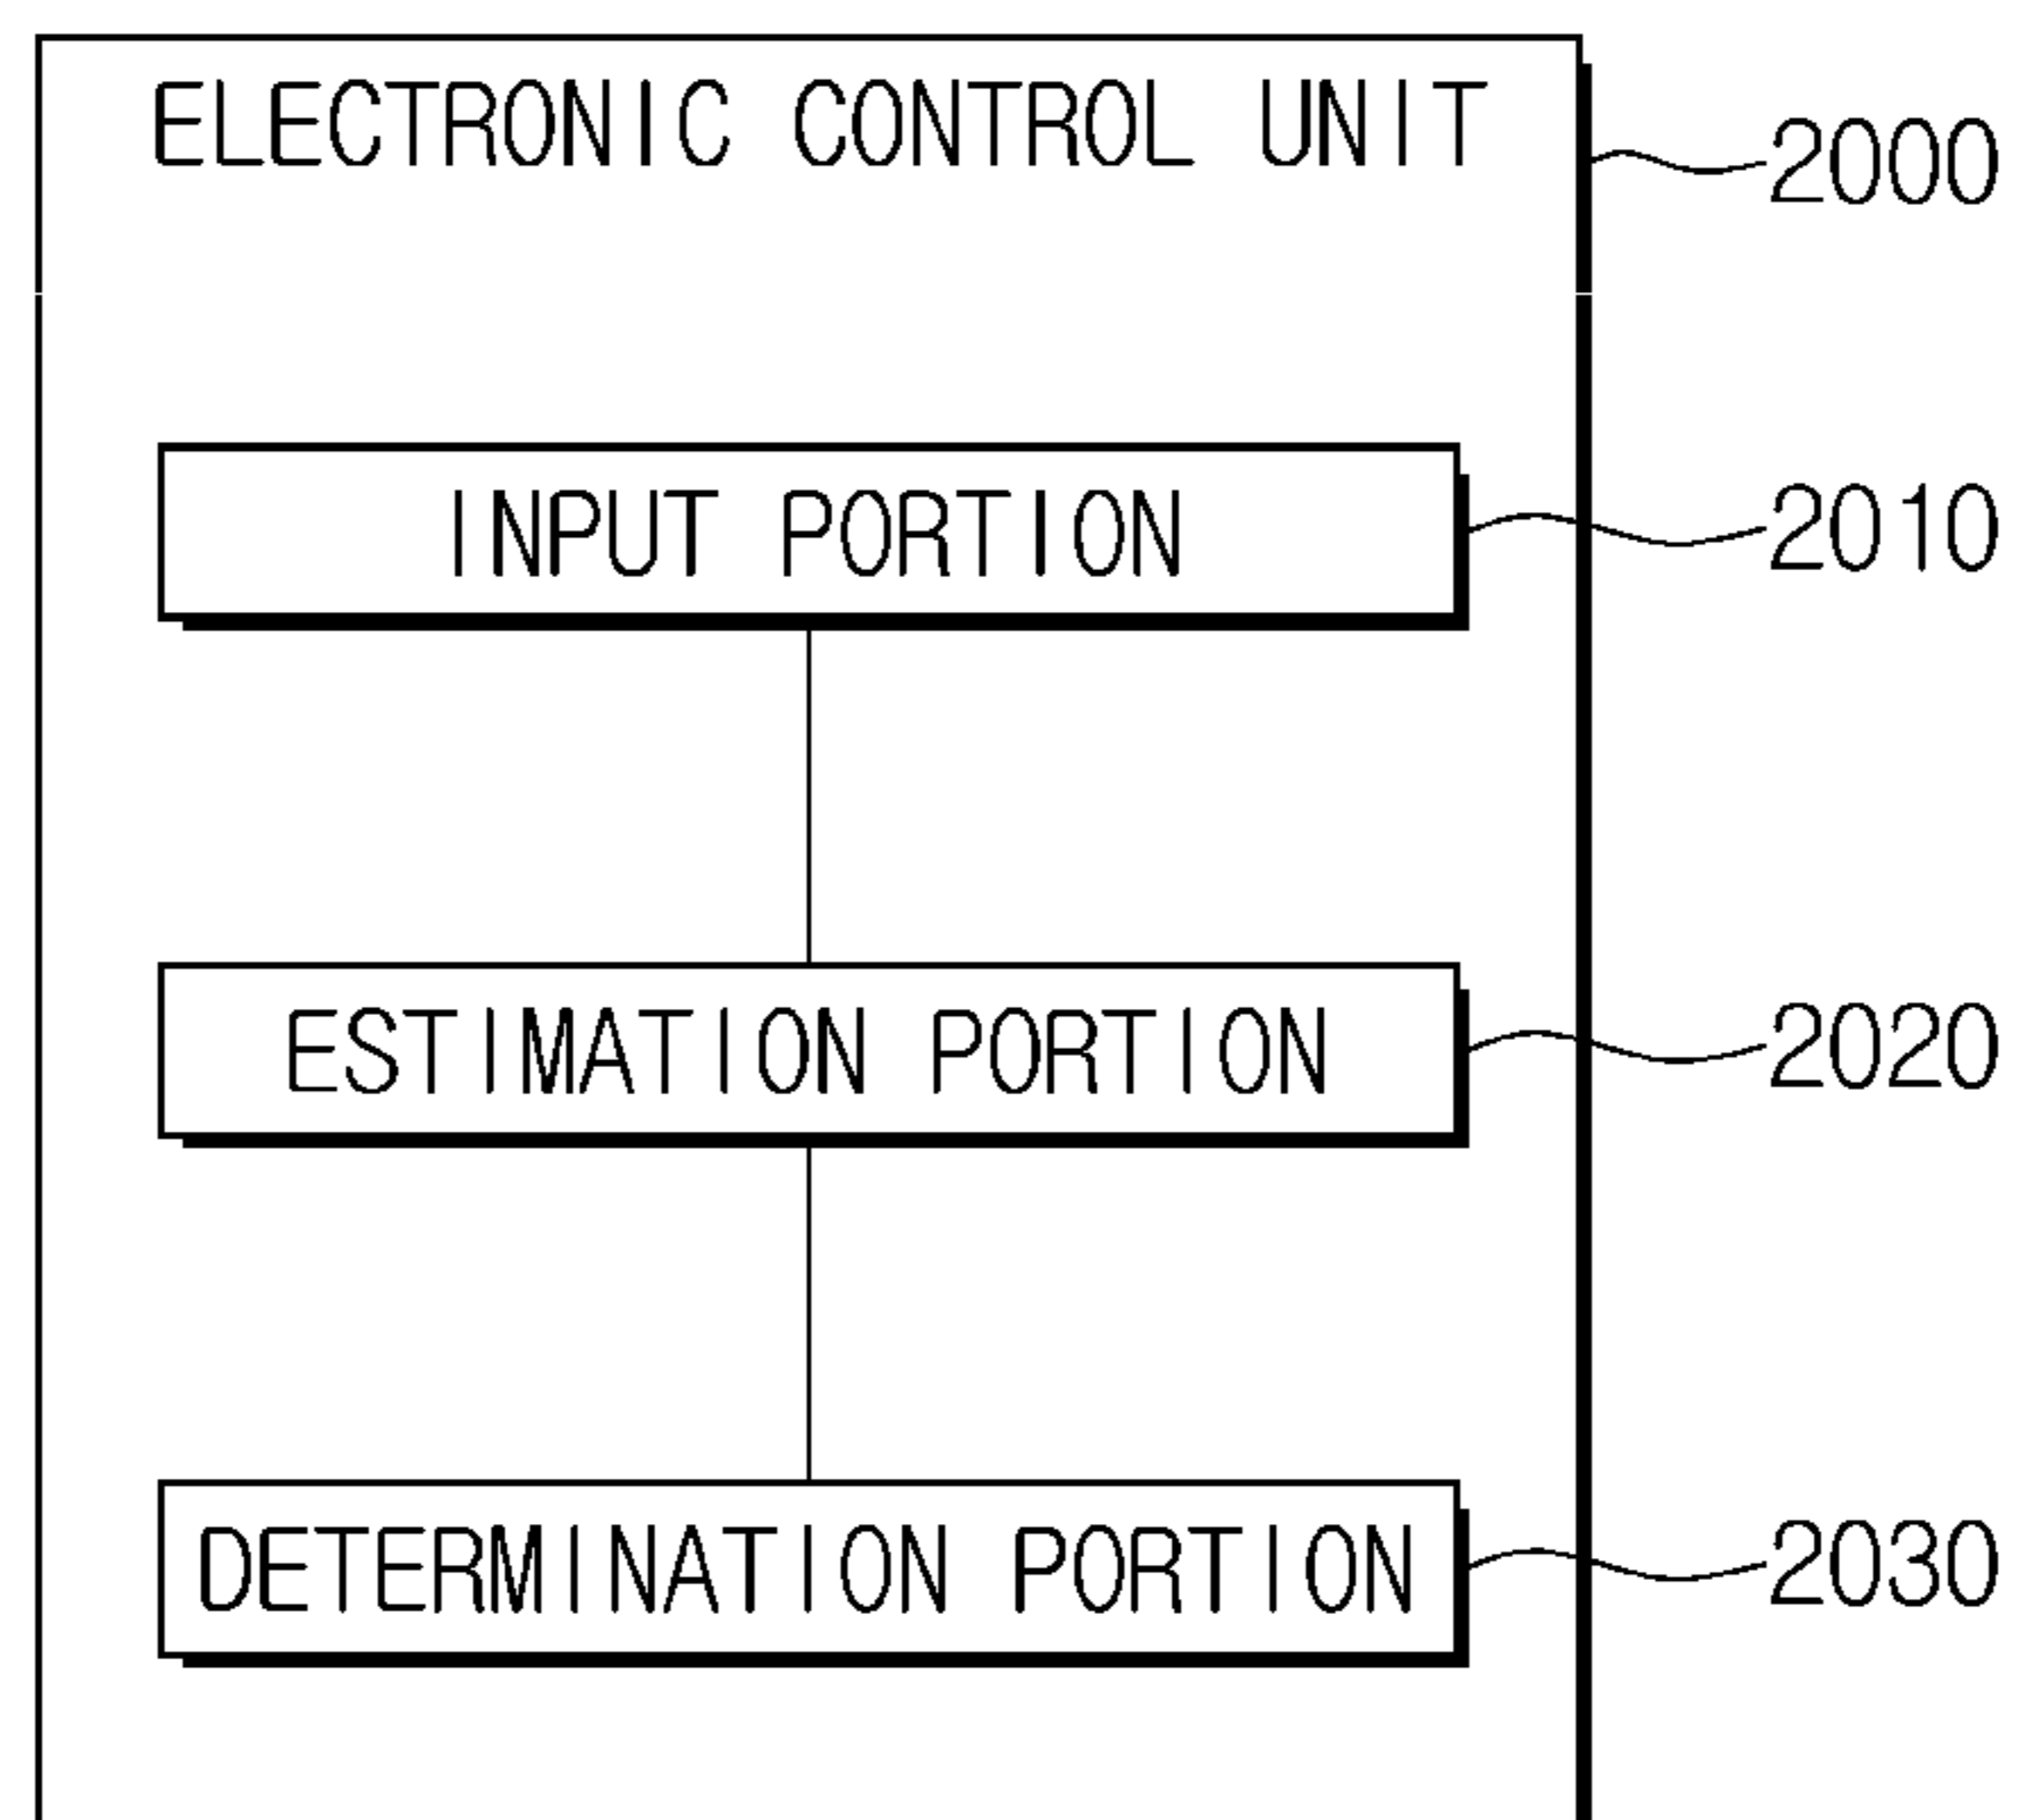 ELECTRONIC CONTROL UNIT
2000
INPUT PORTION
2010
ESTIMATION PORTION
2020
DETERMINATION PORTION
2030